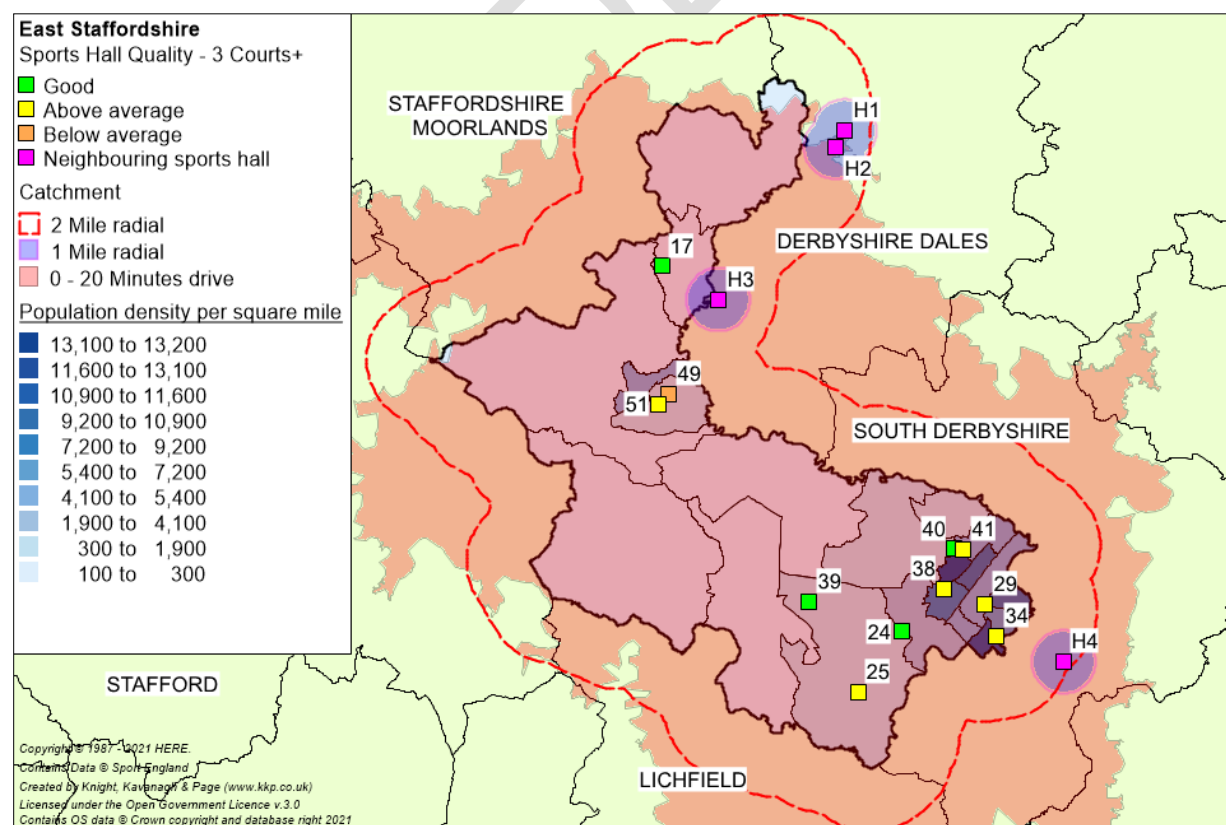 East Staffordshire
Sports Hall Quality - 3 Courts+
Good
Above average
Below average
Neighbouring sports hall
Catchment
2 Mile radial
1 Mile radial
0 - 20 Minutes drive
Population density per square mile
13,100 to 13,200
11,600 to 13,100
10,900 to 11,600
9,200 to 10,900
7,200 to 9,200
5,400 to 7,200
4,100 to 5,400
1,900 to 4,100
300 to 1,900
100 to 300
STAFFORDSHIRE
MOORLANDS
H1
H2
DERBYSHIRE DALES
17
H3
49
51
SOUTH DERBYSHIRE
40
41
38
39
29
24
34
H4
25
STAFFORD
LICHFIELD
Copyright © 1987 - 2021 HERE.
Contains Data © Sport England
Created by Knight, Kavanagh & Page (www.kkp.co.uk)
Licensed under the Open Government Licence v.3.0
Contains OS data © Crown copyright and database right 2021